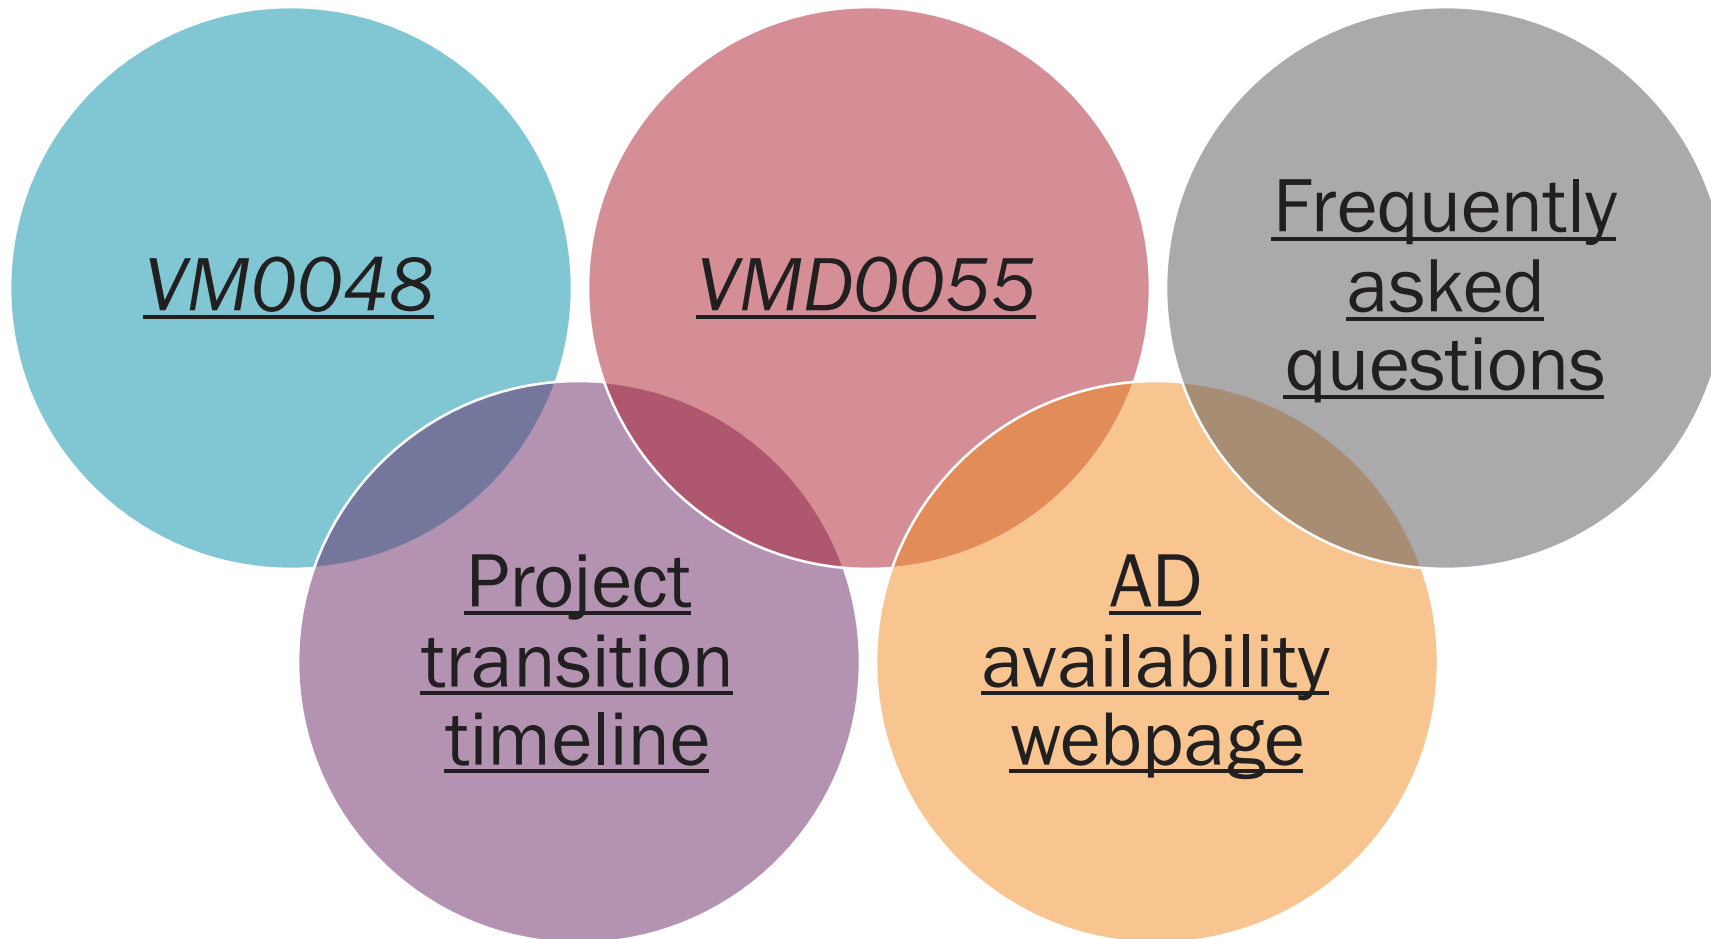 VM0048
VMD0055
Frequently
asked
questions
Project
transition
timeline
AD
availability
webpage